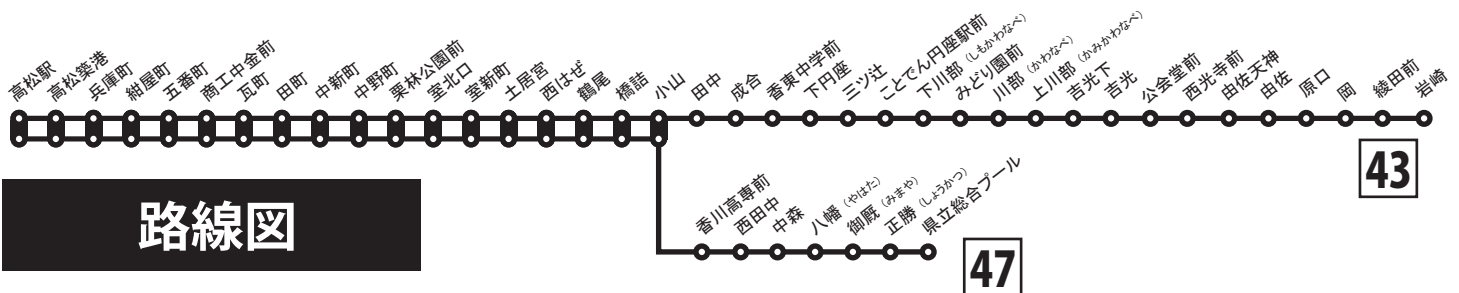 高松駅
高松築港
兵庫町
紺屋町
五番町
商工中金前
瓦町
田町
中新町
中野町
栗林公園前
室北口
室新町
土居宮
西はぜ
鶴尾
橋詰
小山
田中
成合
香東中学前
下円座
三ツ辻
ことでん円座駅前
下川部（しもかわなべ）
みどり園前
川部（かわなべ）
上川部（かみかわなべ）
吉光下
吉光
公会堂前
西光寺前
由佐天神
由佐
原口
岡
綾田前
岩崎
43
香川高専前
西田中
中森
八幡（やはた）
御厩（みまや）
正勝（しょうかつ）
県立総合プール
47
路線図